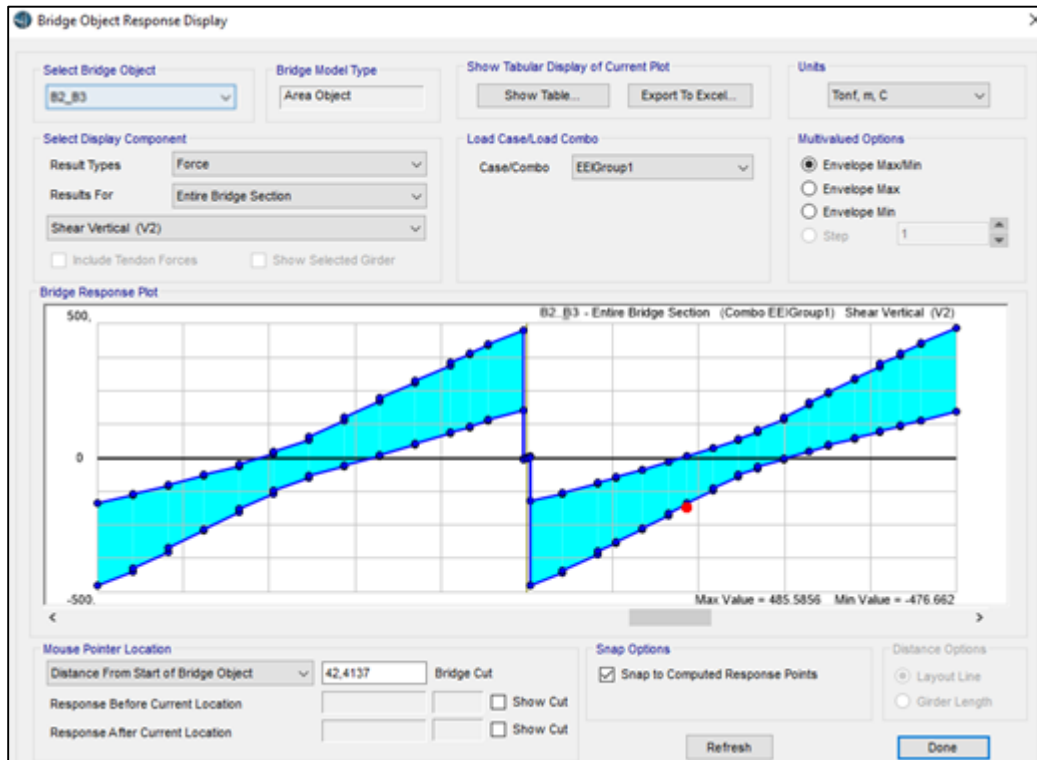 Bridge Object Response Display
Select Bridge Object
B2_B3
Bridge Model Type
Area Object
Show Tabular Display of Current Plot
Show Table...
Export To Excel...
Units
Tonf, m, C
Select Display Component
Result Types
Force
Results For
Entire Bridge Section
Shear Vertical (V2)
Include Tendon Forces
Show Selected Girder
Load Case/Load Combo
Case/Combo
EEIGroup1
Multivalued Options
Envelope Max/Min
Envelope Max
Envelope Min
Step
1
Bridge Response Plot
500,
B2_B3 - Entire Bridge Section (Combo EEIGroup1) Shear Vertical (V2)
0
-500,
Max Value = 485.5856 Min Value = -476.662
Mouse Pointer Location
Distance From Start of Bridge Object
42,4137
Bridge Cut
Response Before Current Location
Show Cut
Response After Current Location
Show Cut
Snap Options
Snap to Computed Response Points
Distance Options
Layout Line
Girder Length
Refresh
Done